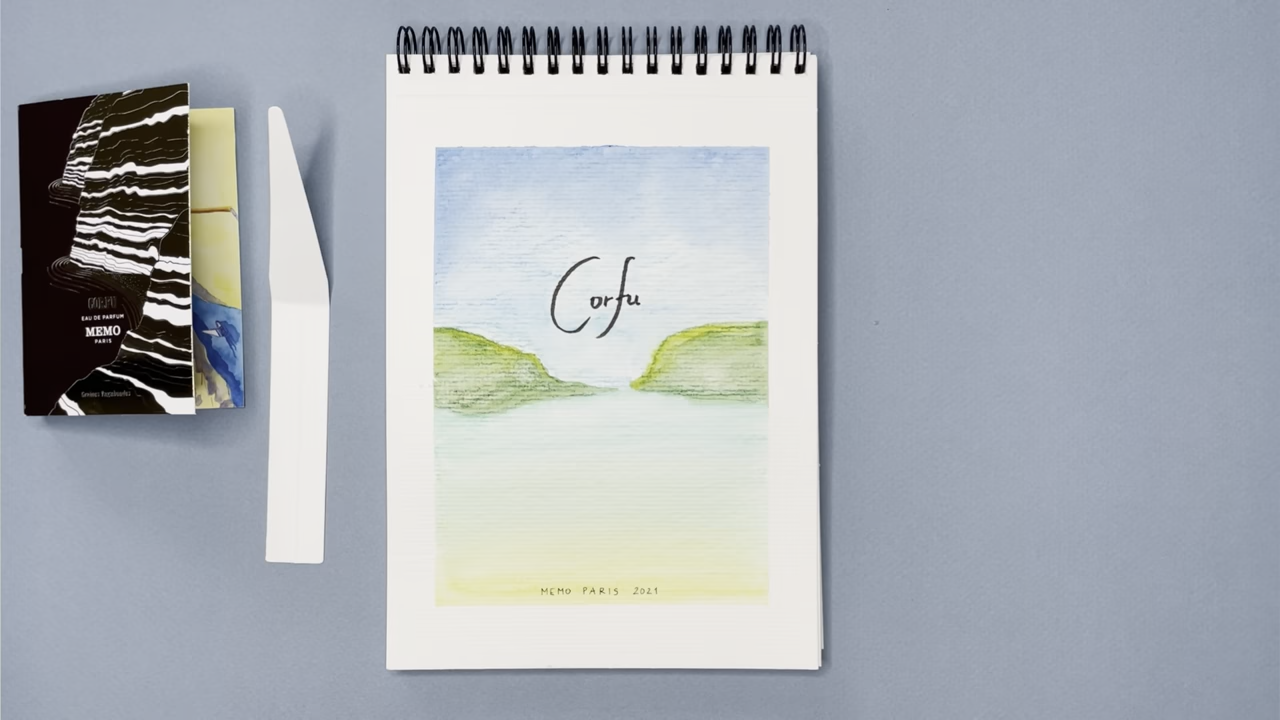 CORFU
EAU DE PARFUM
MEMO
PARIS
Corfu
MEMO PARIS 2021